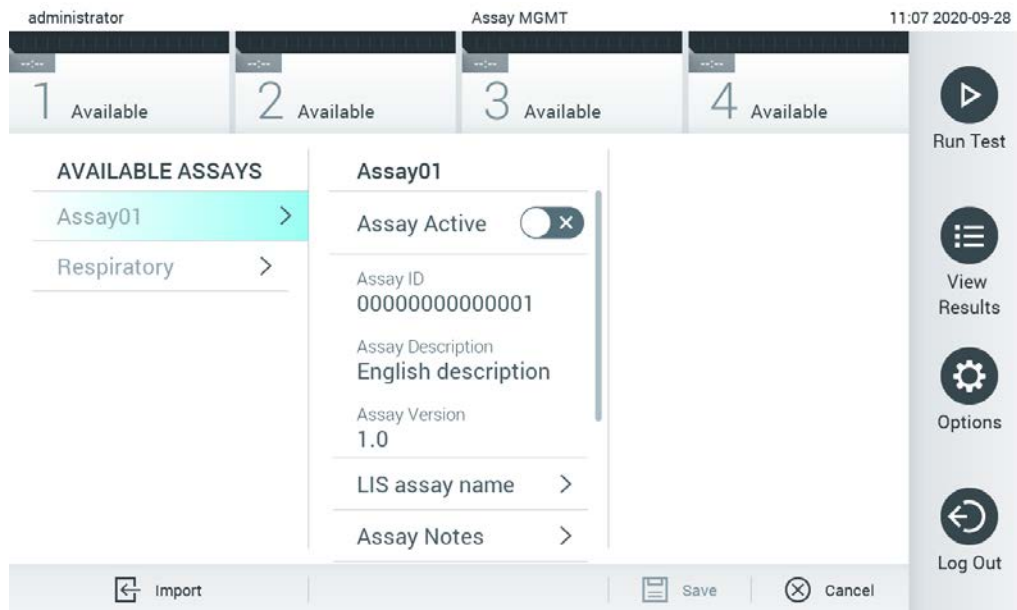 administrator
Assay MGMT
11:07 2020-09-28
--:--
1 Available
--:--
2 Available
--:--
3 Available
--:--
4 Available
Run Test
View
Results
Options
Log Out
AVAILABLE ASSAYS
Assay01
Respiratory
Assay01
Assay Active
Assay ID
00000000000001
Assay Description
English description
Assay Version
1.0
LIS assay name
Assay Notes
Import
Save
Cancel